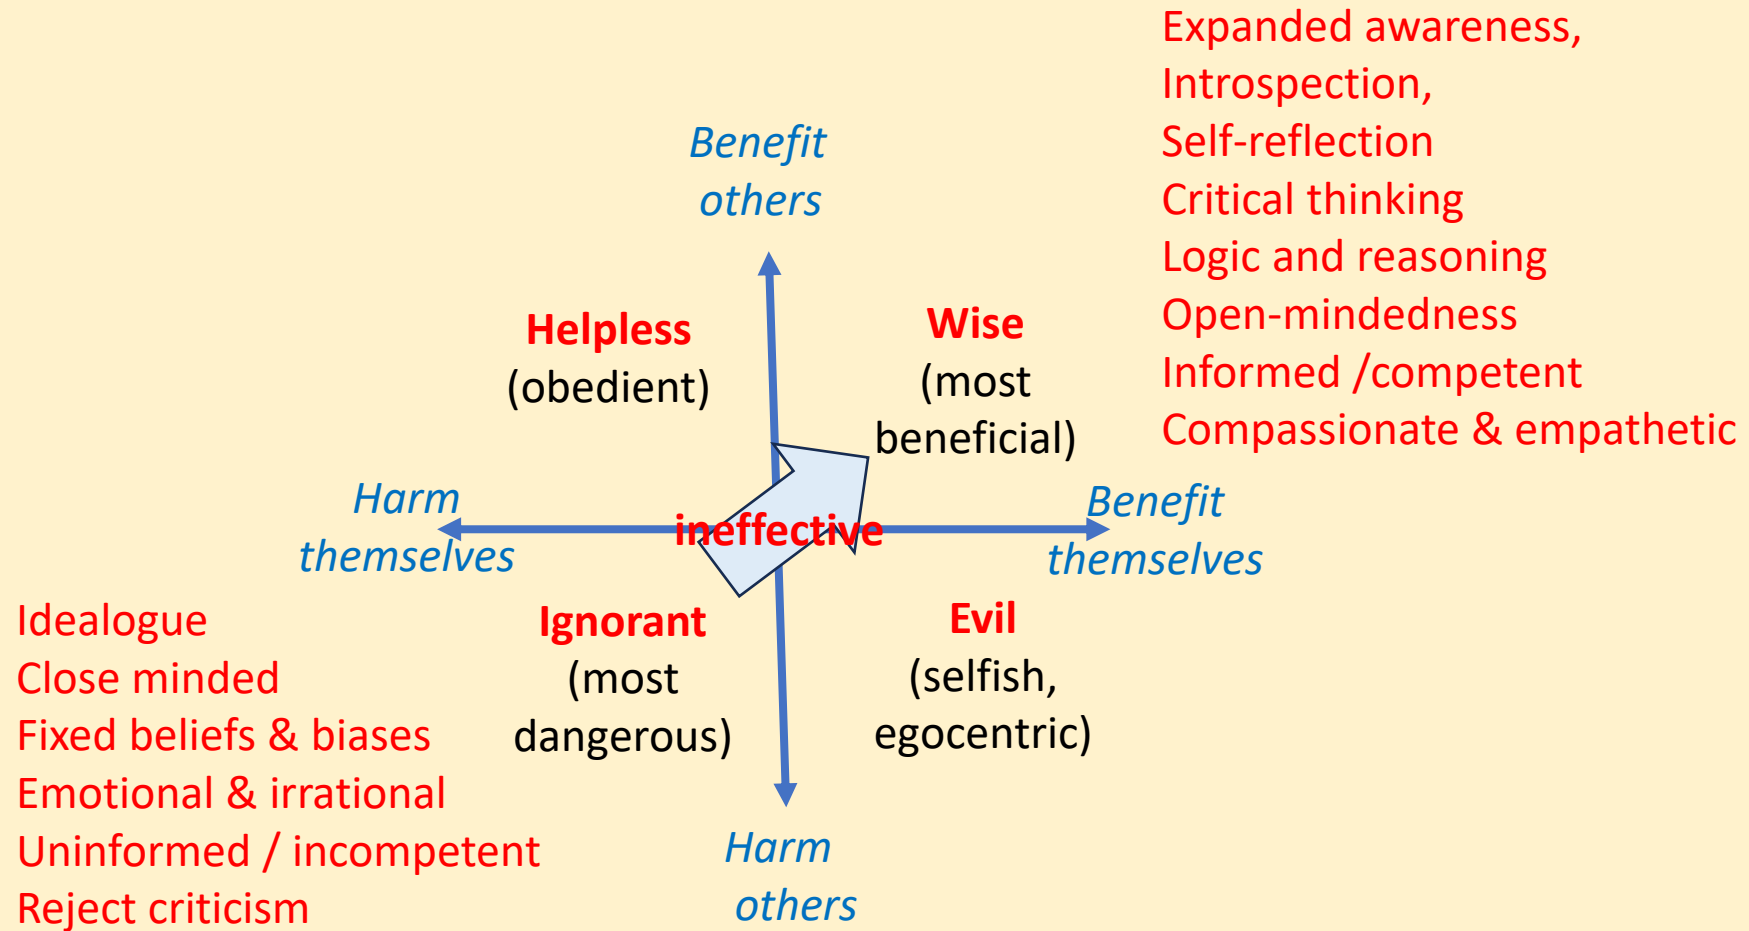 Expanded awareness,
Introspection,
Self-reflection
Critical thinking
Logic and reasoning
Open-mindedness
Informed /competent
Compassionate & empathetic
Benefit
others
Helpless
(obedient)
Wise
(most
beneficial)
Harm
themselves
ineffective
Benefit
themselves
Ignorant
(most
dangerous)
Evil
(selfish,
egocentric)
Idealogue
Close minded
Fixed beliefs & biases
Emotional & irrational
Uninformed / incompetent
Reject criticism
Harm
others